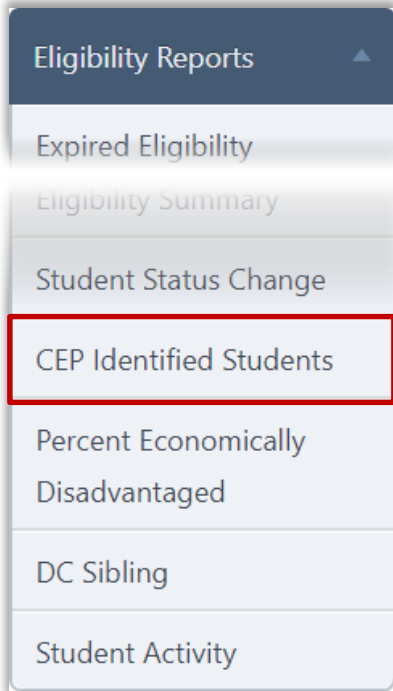 Eligibility Reports
Expired Eligibility
Eligibility Summary
Student Status Change
CEP Identified Students
Percent Economically
Disadvantaged
DC Sibling
Student Activity